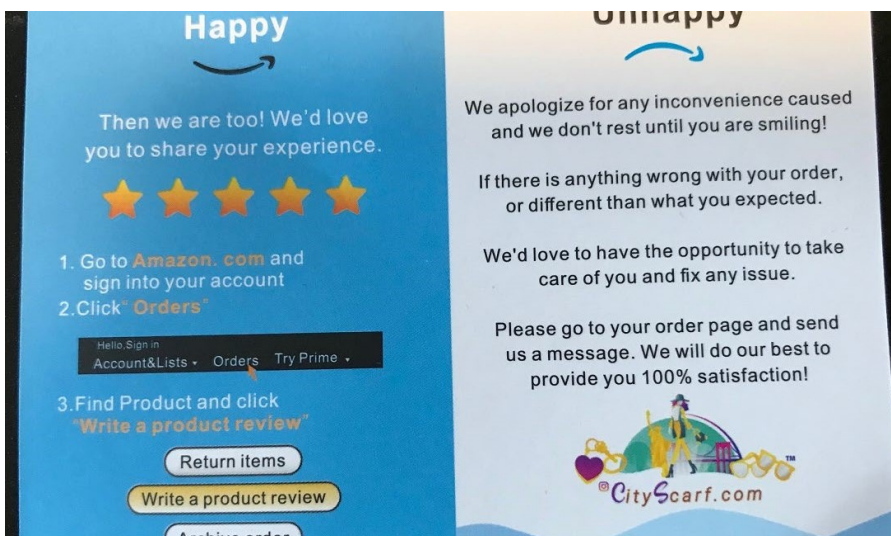 Happy
Then we are too! We'd love
you to share your experience.
1. Go to Amazon. com and
sign into your account
2.Click“ Orders”
Hello,Sign in
Account&Lists Orders Try Prime
3.Find Product and click
“Write a product review”
Return items
Write a product review
Archive order
Unhappy
We apologize for any inconvenience caused
and we don't rest until you are smiling!
If there is anything wrong with your order,
or different than what you expected.
We'd love to have the opportunity to take
care of you and fix any issue.
Please go to your order page and send
us a message. We will do our best to
provide you 100% satisfaction!
TM
CityScarf.com